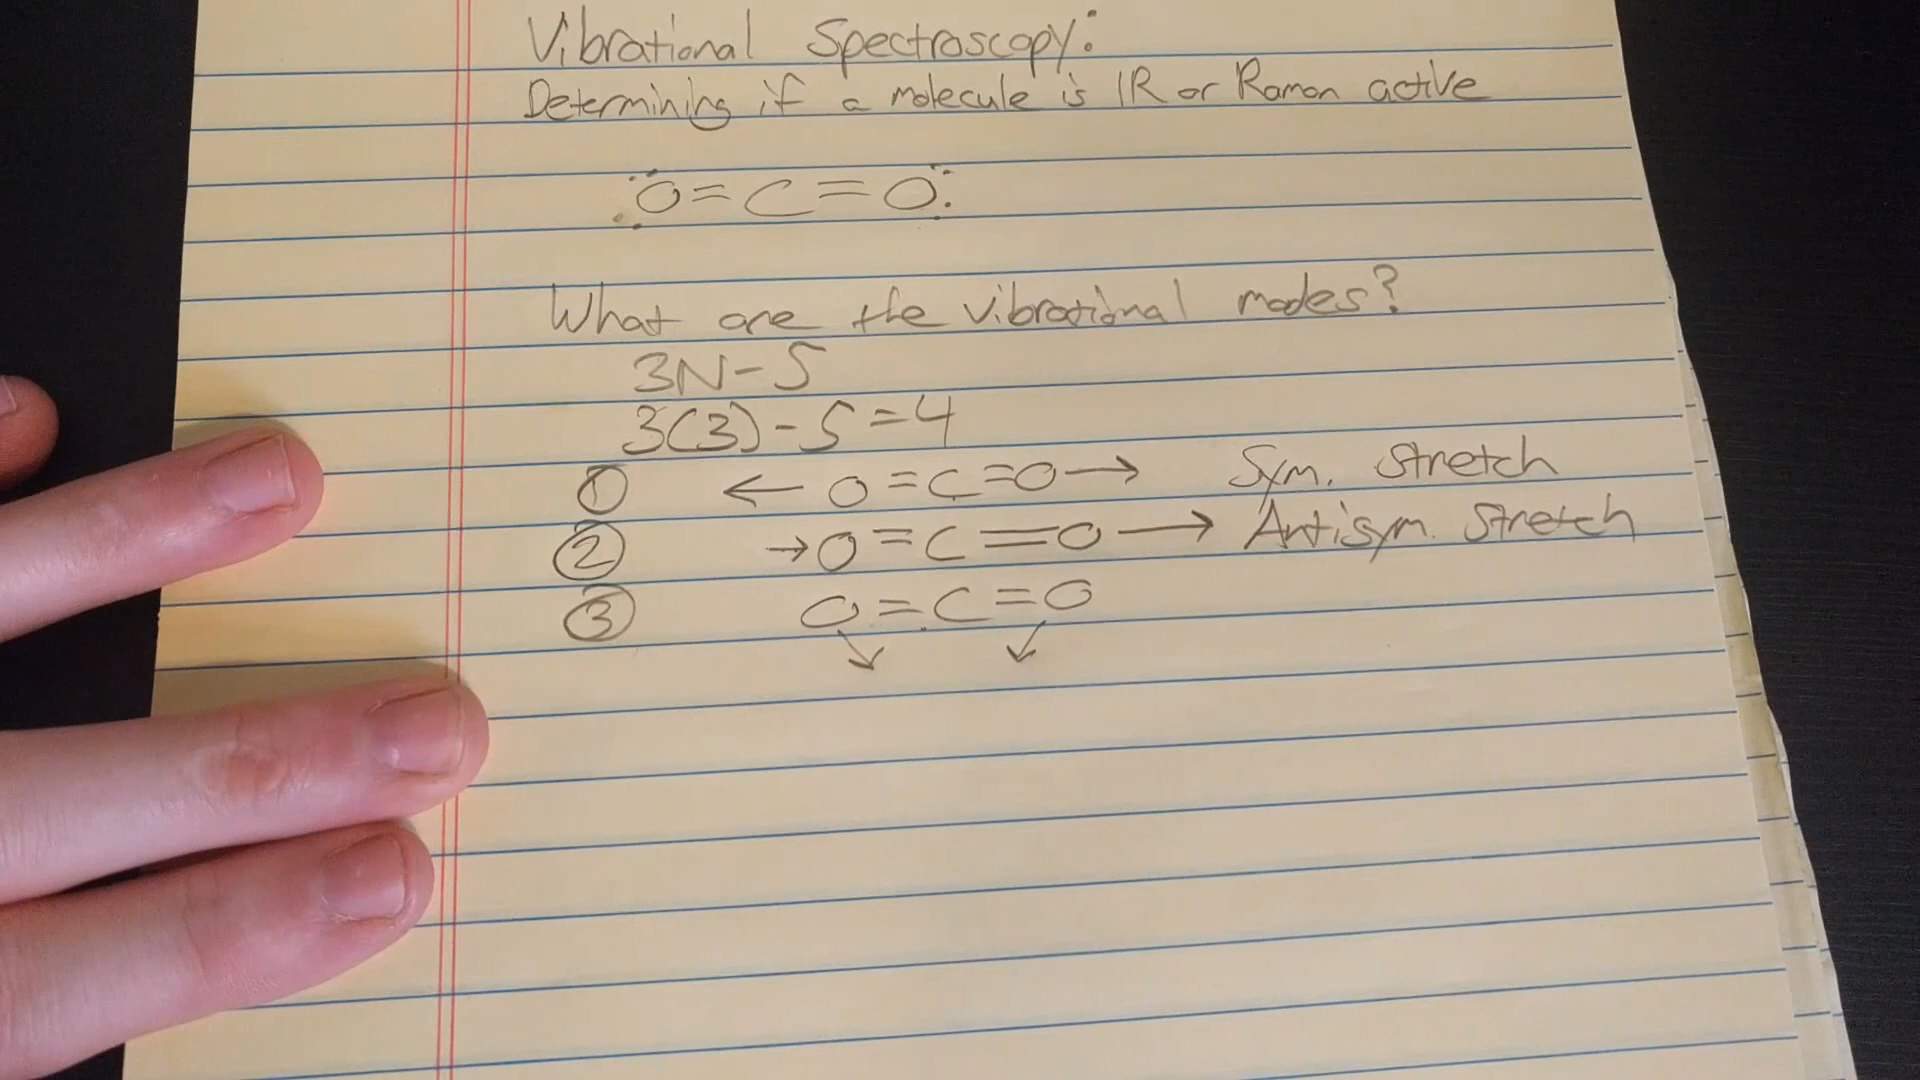 Vibrational Spectroscopy:
Determining if a molecule is IR or Raman active
:Ö=C=Ö:
What are the vibrational modes?
3N-5
3(3)-5=4
① ← O=C=O → Sym. Stretch
② → O=C=O → Antisym. Stretch
③ O=C=O
↘ ↙